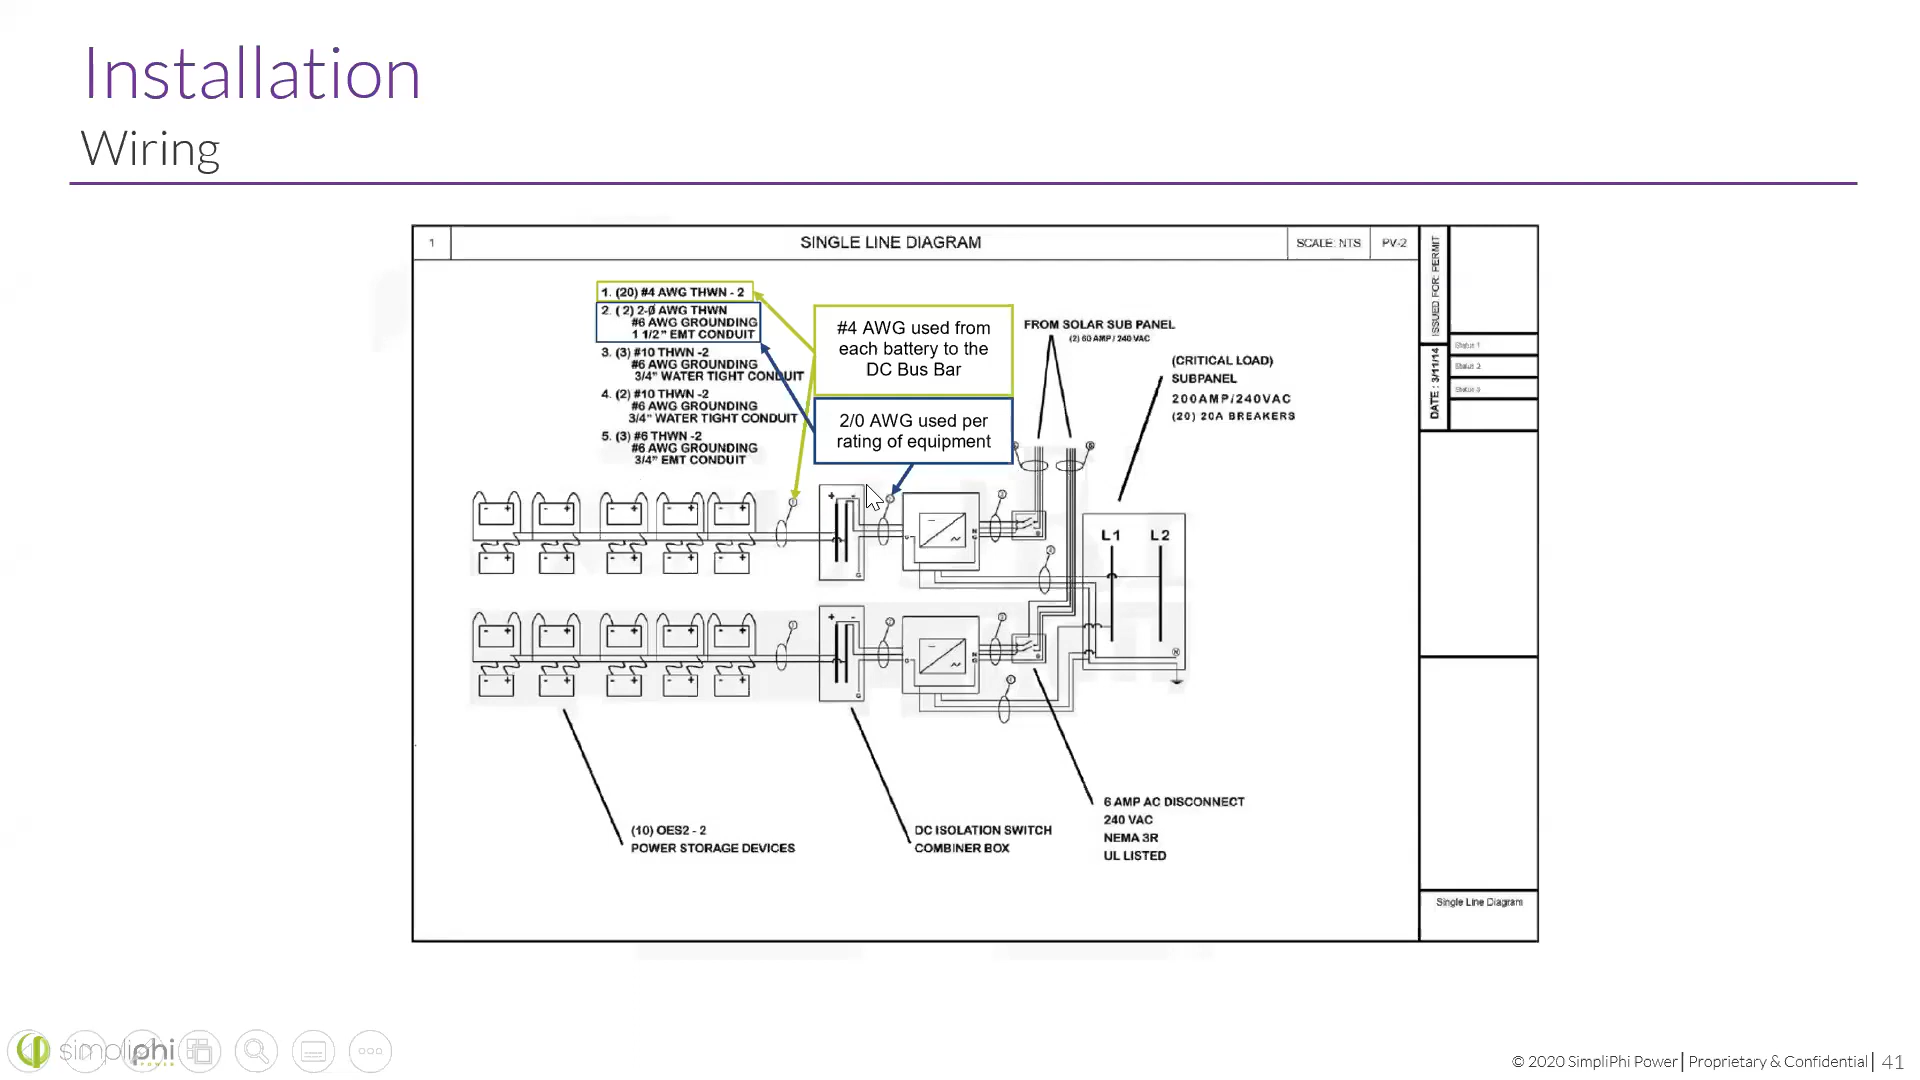 Installation
Wiring
1
SINGLE LINE DIAGRAM
SCALE: NTS
PV-2
ISSUED FOR: PERMIT
DATE : 3/11/14
Status 1
Status 2
Status 3
1. (20) #4 AWG THWN - 2
2. ( 2) 2-Ø AWG THWN
#6 AWG GROUNDING
1 1/2" EMT CONDUIT
3. (3) #10 THWN -2
#6 AWG GROUNDING
3/4" WATER TIGHT CONDUIT
4. (2) #10 THWN -2
#6 AWG GROUNDING
3/4" WATER TIGHT CONDUIT
5. (3) #6 THWN -2
#6 AWG GROUNDING
3/4" EMT CONDUIT
#4 AWG used from
each battery to the
DC Bus Bar
2/0 AWG used per
rating of equipment
FROM SOLAR SUB PANEL
(2) 60 AMP / 240 VAC
(CRITICAL LOAD)
SUBPANEL
200AMP/240VAC
(20) 20A BREAKERS
L1 L2
(10) OES2 - 2
POWER STORAGE DEVICES
DC ISOLATION SWITCH
COMBINER BOX
6 AMP AC DISCONNECT
240 VAC
NEMA 3R
UL LISTED
Single Line Diagram
simpliphi
POWER
© 2020 SimpliPhi Power | Proprietary & Confidential | 41